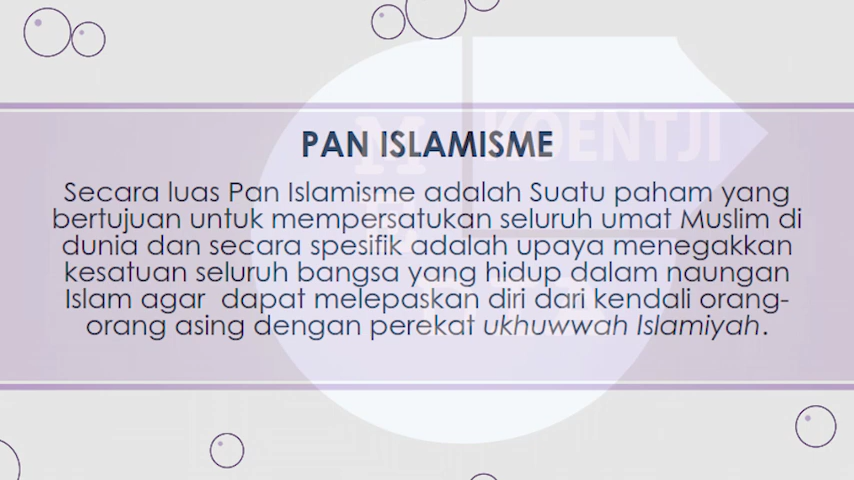 PAN ISLAMISME
Secara luas Pan Islamisme adalah Suatu paham yang
bertujuan untuk mempersatukan seluruh umat Muslim di
dunia dan secara spesifik adalah upaya menegakkan
kesatuan seluruh bangsa yang hidup dalam naungan
Islam agar dapat melepaskan diri dari kendali orang-
orang asing dengan perekat ukhuwwah Islamiyah.
KOENTJI